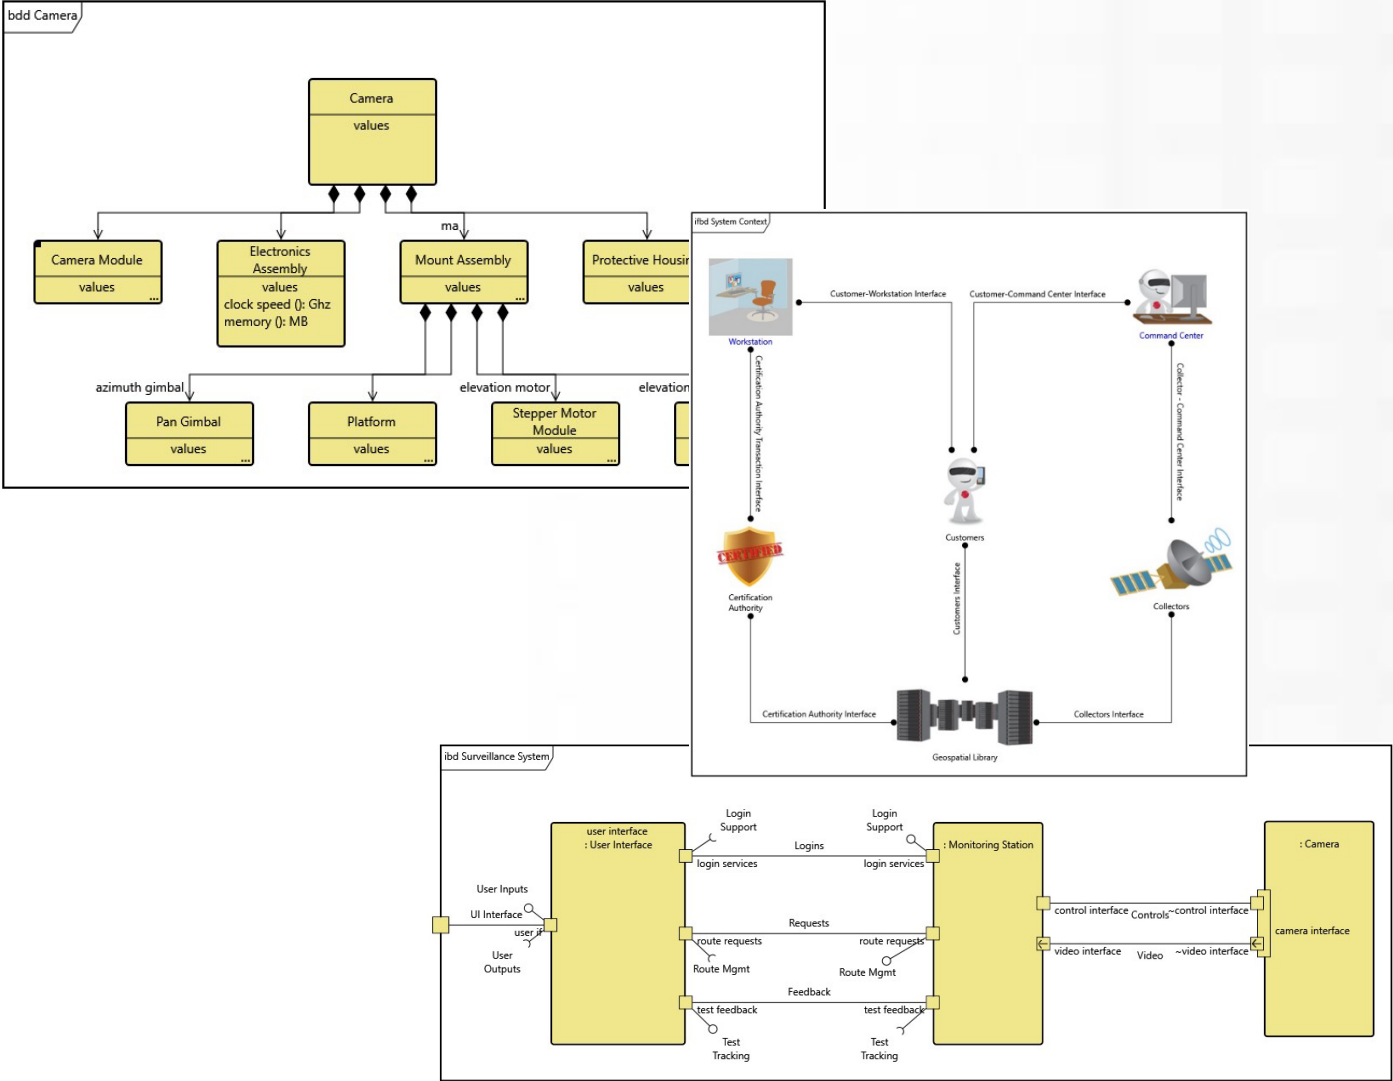 bdd Camera
Camera
values
ma
Camera Module
values
...
Electronics
Assembly
values
clock speed (): Ghz
memory (): MB
Mount Assembly
values
...
Protective
values
azimuth gimbal
elevation motor
elevation
Pan Gimbal
values
...
Platform
values
...
Stepper Motor
Module
values
...
ifbd System Context
Customer-Workstation Interface
Customer-Command Center Interface
Workstation
Command Center
Certification Authority Transaction Interface
Collector - Command Center Interface
CERTIFIED
Customers
Certification
Authority
Customers Interface
Collectors
Certification Authority Interface
Collectors Interface
Geospatial Library
ibd Surveillance System
user interface
: User Interface
Login
Support
Login
Support
: Monitoring Station
: Camera
Logins
login services
login services
User Inputs
UI Interface
user if
User
Outputs
Requests
route requests
route requests
Route Mgmt
Route Mgmt
control interface
Controls
~control interface
camera interface
video interface
Video
~video interface
Feedback
test feedback
test feedback
Test
Tracking
Test
Tracking